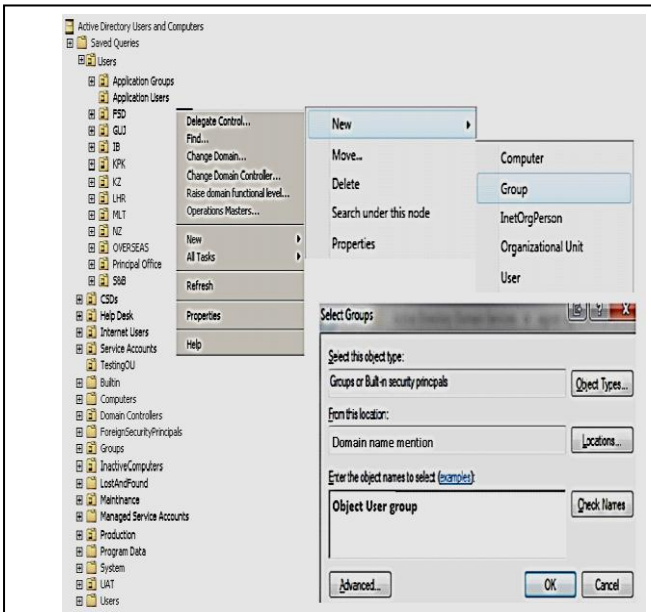 Active Directory Users and Computers
Saved Queries
Users
Application Groups
Application Users
FSD
GUJ
IB
KPK
KZ
LHR
MLT
NZ
OVERSEAS
Principal Office
S&B
CSDs
Help Desk
Internet Users
Service Accounts
TestingOU
Builtin
Computers
Domain Controllers
ForeignSecurityPrincipals
Groups
InactiveComputers
LostAndFound
Maintinance
Managed Service Accounts
Production
Program Data
System
UAT
Users
Delegate Control...
Find...
Change Domain...
Change Domain Controller...
Raise domain functional level...
Operations Masters...
New
All Tasks
Refresh
Properties
Help
New
Move...
Delete
Search under this node
Properties
Computer
Group
InetOrgPerson
Organizational Unit
User
Select Groups
Select this object type:
Groups or Built-in security principals
Object Types...
From this location:
Domain name mention
Locations...
Enter the object names to select (examples):
Object User group
Check Names
Advanced...
OK
Cancel